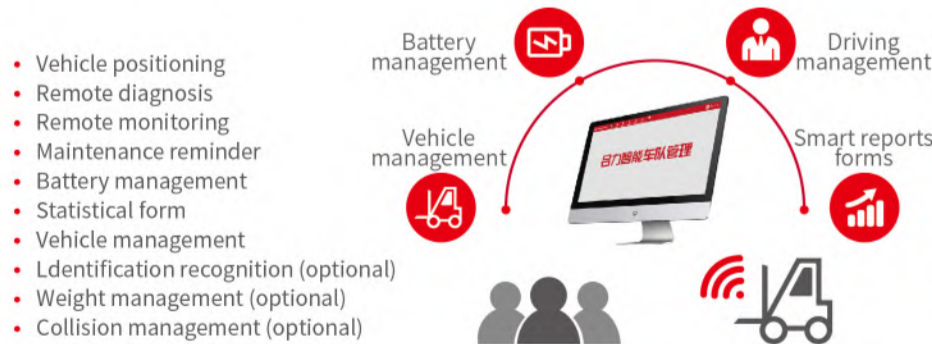 Vehicle positioning
Remote diagnosis
Remote monitoring
Maintenance reminder
Battery management
Statistical form
Vehicle management
Ldentification recognition (optional)
Weight management (optional)
Collision management (optional)
Battery
management
Driving
management
Vehicle
management
Smart reports
forms
合力智能车队管理